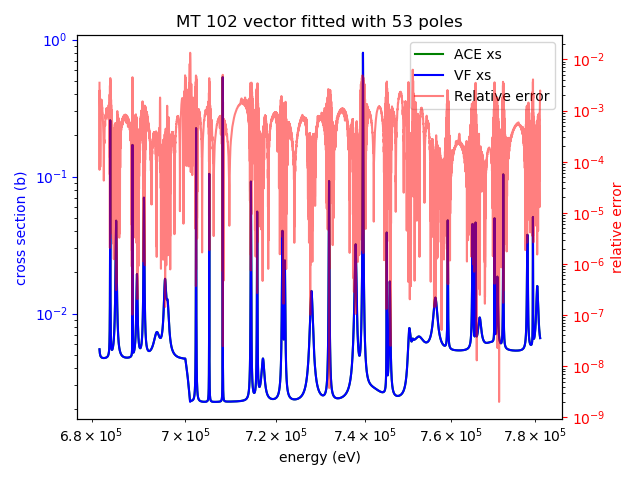 MT 102 vector fitted with 53 poles
ACE xs
VF xs
Relative error
10⁰
10⁻¹
10⁻²
cross section (b)
10⁻²
10⁻³
10⁻⁴
10⁻⁵
10⁻⁶
10⁻⁷
10⁻⁸
10⁻⁹
relative error
6.8 × 10⁵ 7 × 10⁵ 7.2 × 10⁵ 7.4 × 10⁵ 7.6 × 10⁵ 7.8 × 10⁵
energy (eV)